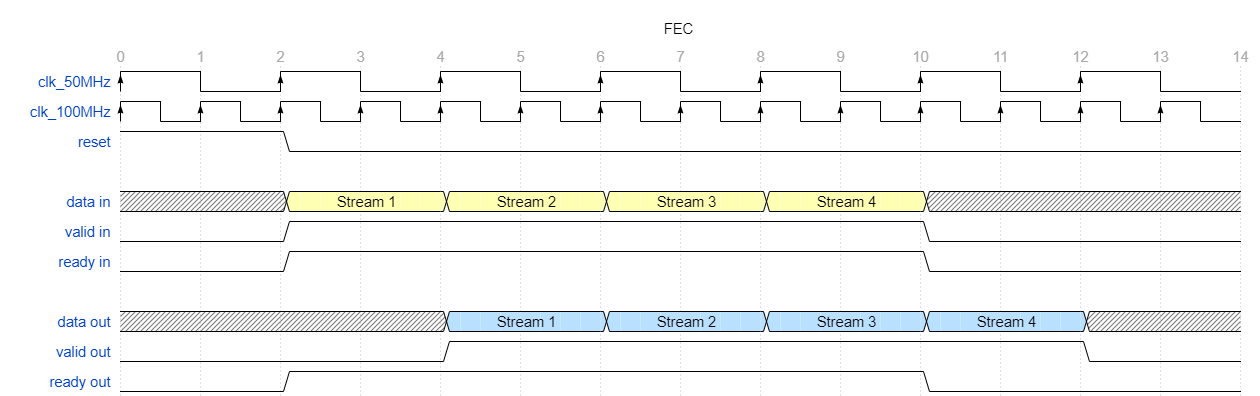 FEC
0 1 2 3 4 5 6 7 8 9 10 11 12 13 14
clk_50MHz
clk_100MHz
reset
data in Stream 1 Stream 2 Stream 3 Stream 4
valid in
ready in
data out Stream 1 Stream 2 Stream 3 Stream 4
valid out
ready out